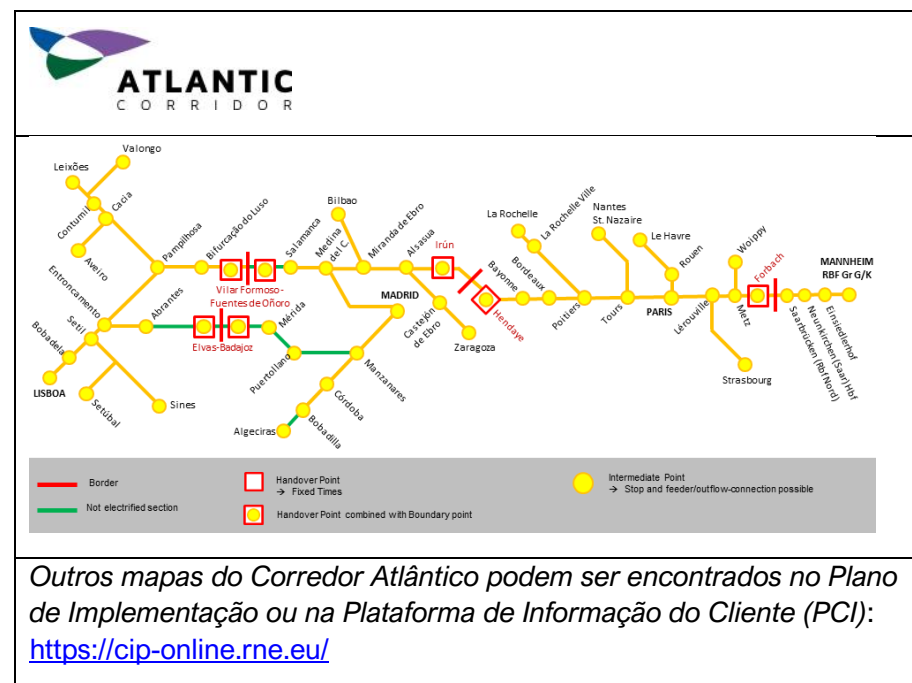 ATLANTIC
CORRIDOR
Valongo
Leixões
Contumil
Cacia
Aveiro
Pampilhosa
Bifurcação do Luso
Vilar Formoso-
Fuentes de Oñoro
Salamanca
Medina
del C.
Bilbao
Miranda de Ebro
Alsasua
Irún
Hendaye
Bayonne
Bordeaux
La Rochelle
La Rochelle Ville
Poitiers
Nantes
St. Nazaire
Tours
Le Havre
Rouen
PARIS
Lérouville
Woippy
Metz
Forbach
Strasbourg
Saarbrücken (Rbf Nord)
Neunkirchen (Saar) Hbf
Einsiedlerhof
MANNHEIM
RBF Gr G/K
Entroncamento
Abrantes
Elvas-Badajoz
Mérida
Puertollano
MADRID
Manzanares
Castejón
de Ebro
Zaragoza
Córdoba
Bobadilla
Algeciras
Setil
Bobadela
LISBOA
Setúbal
Sines
Border
Not electrified section
Handover Point
→ Fixed Times
Handover Point combined with Boundary point
Intermediate Point
→ Stop and feeder/outflow-connection possible
Outros mapas do Corredor Atlântico podem ser encontrados no Plano
de Implementação ou na Plataforma de Informação do Cliente (PCI):
https://cip-online.rne.eu/